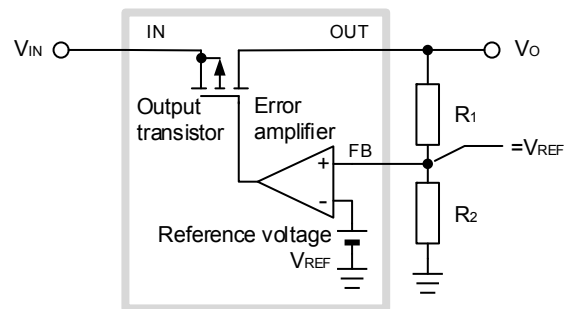 IN
OUT
VIN
VO
Output
transistor
Error
amplifier
R1
FB
=VREF
+
-
R2
Reference voltage
VREF